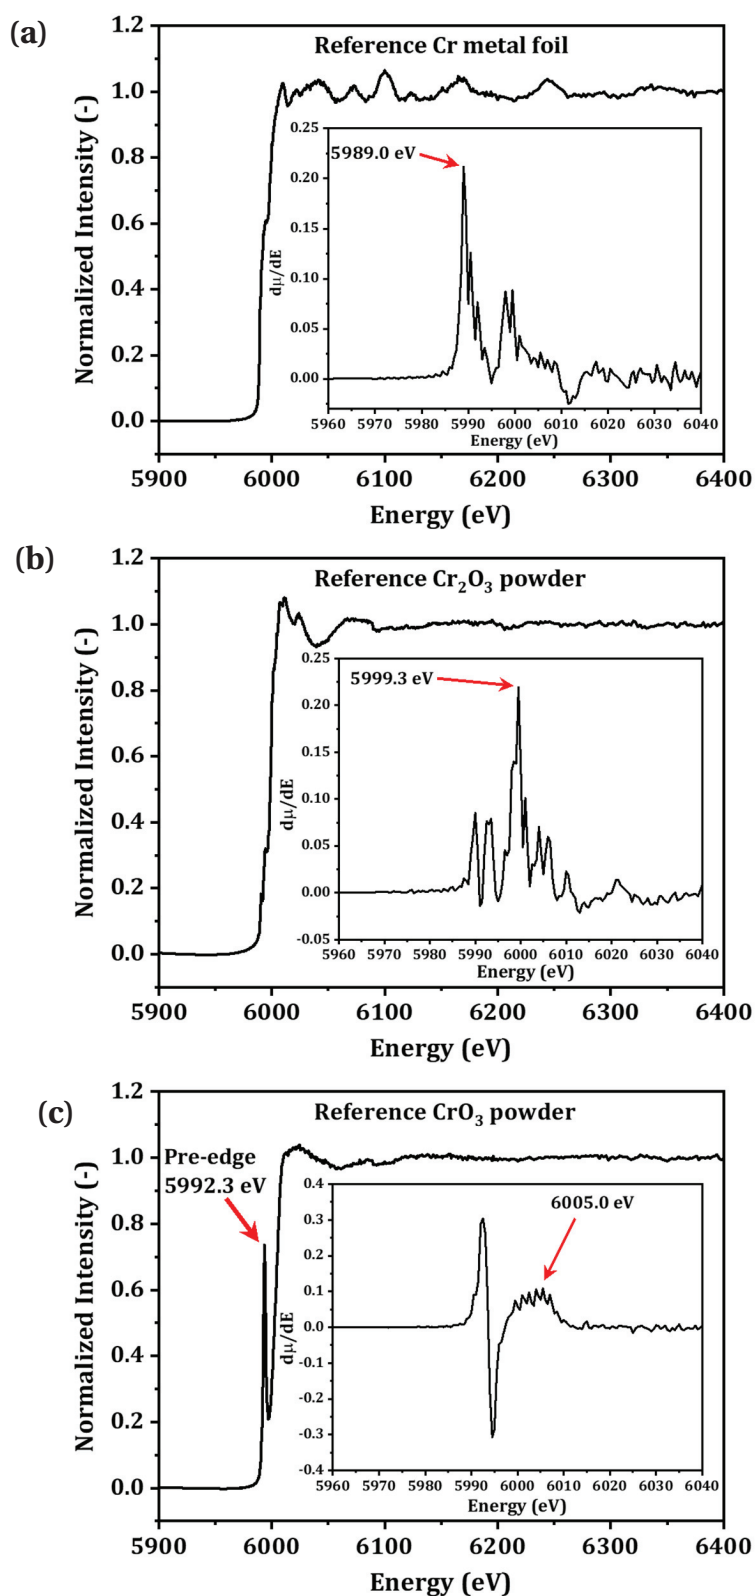 (a)
1.2
1.0
0.8
0.6
0.4
0.2
0.0
Normalized Intensity (-)
Reference Cr metal foil
0.25
0.20
0.15
0.10
0.05
0.00
dμ/dE
5989.0 eV
5960 5970 5980 5990 6000 6010 6020 6030 6040
Energy (eV)
5900 6000 6100 6200 6300 6400
Energy (eV)
(b)
1.2
1.0
0.8
0.6
0.4
0.2
0.0
Normalized Intensity (-)
Reference Cr₂O₃ powder
0.25
0.20
0.15
0.10
0.05
0.00
-0.05
dμ/dE
5999.3 eV
5960 5970 5980 5990 6000 6010 6020 6030 6040
Energy (eV)
5900 6000 6100 6200 6300 6400
Energy (eV)
(c)
1.2
1.0
0.8
0.6
0.4
0.2
0.0
Normalized Intensity (-)
Reference CrO₃ powder
Pre-edge
5992.3 eV
0.4
0.3
0.2
0.1
0.0
-0.1
-0.2
-0.3
-0.4
dμ/dE
6005.0 eV
5960 5970 5980 5990 6000 6010 6020 6030 6040
Energy (eV)
5900 6000 6100 6200 6300 6400
Energy (eV)